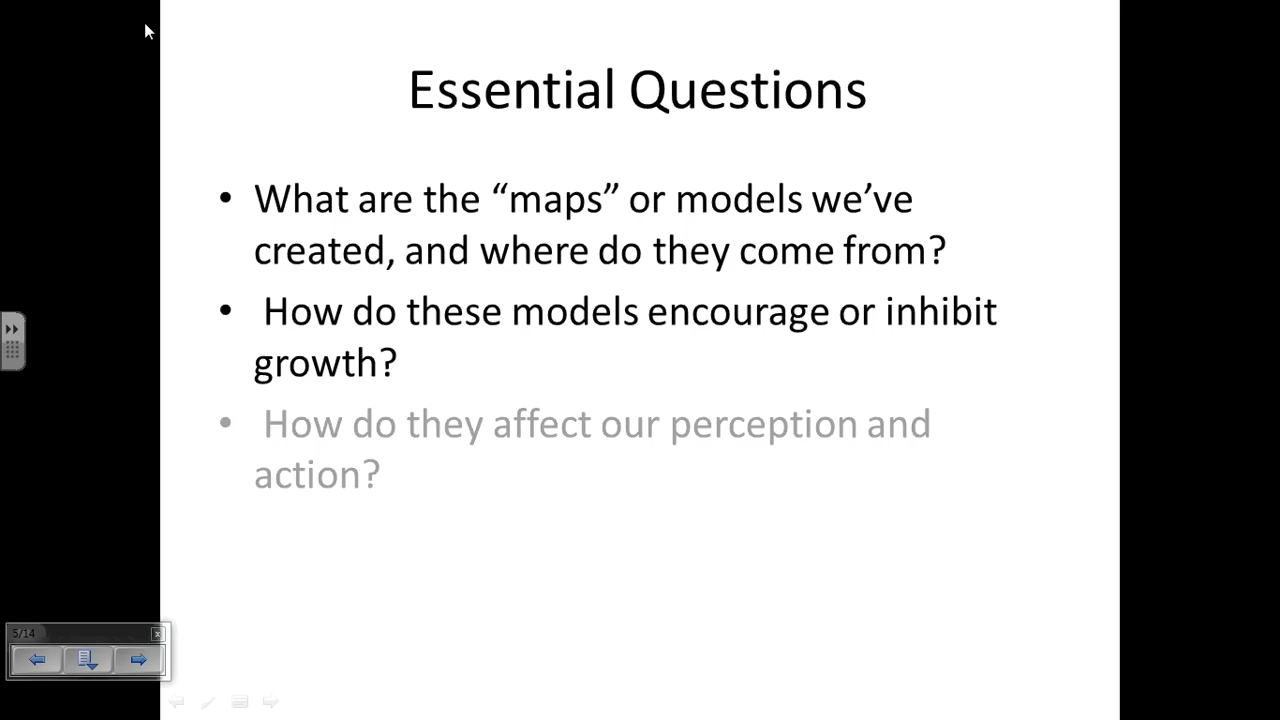 Essential Questions
• What are the “maps” or models we’ve
created, and where do they come from?
• How do these models encourage or inhibit
growth?
• How do they affect our perception and
action?
5/14